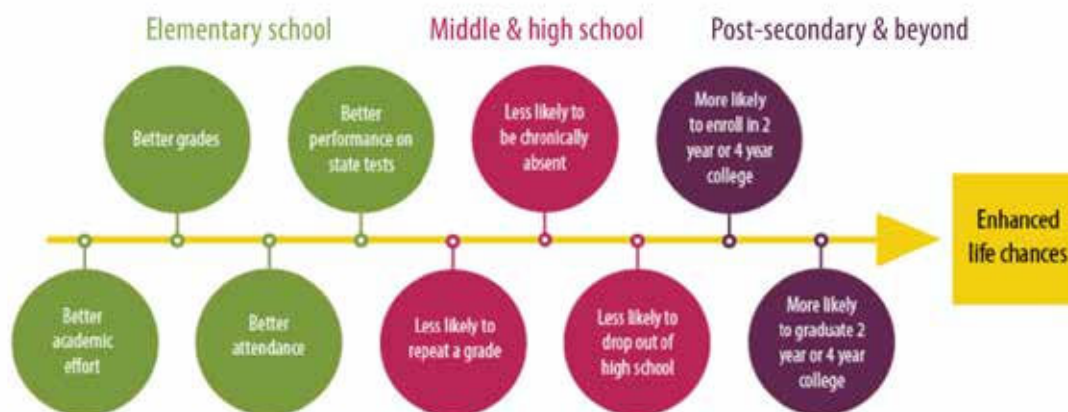 Elementary school
Middle & high school
Post-secondary & beyond
Better grades
Better
performance on
state tests
Less likely to
be chronically
absent
More likely
to enroll in 2
year or 4 year
college
Enhanced
life chances
Better
academic
effort
Better
attendance
Less likely to
repeat a grade
Less likely to
drop out of
high school
More likely
to graduate 2
year or 4 year
college